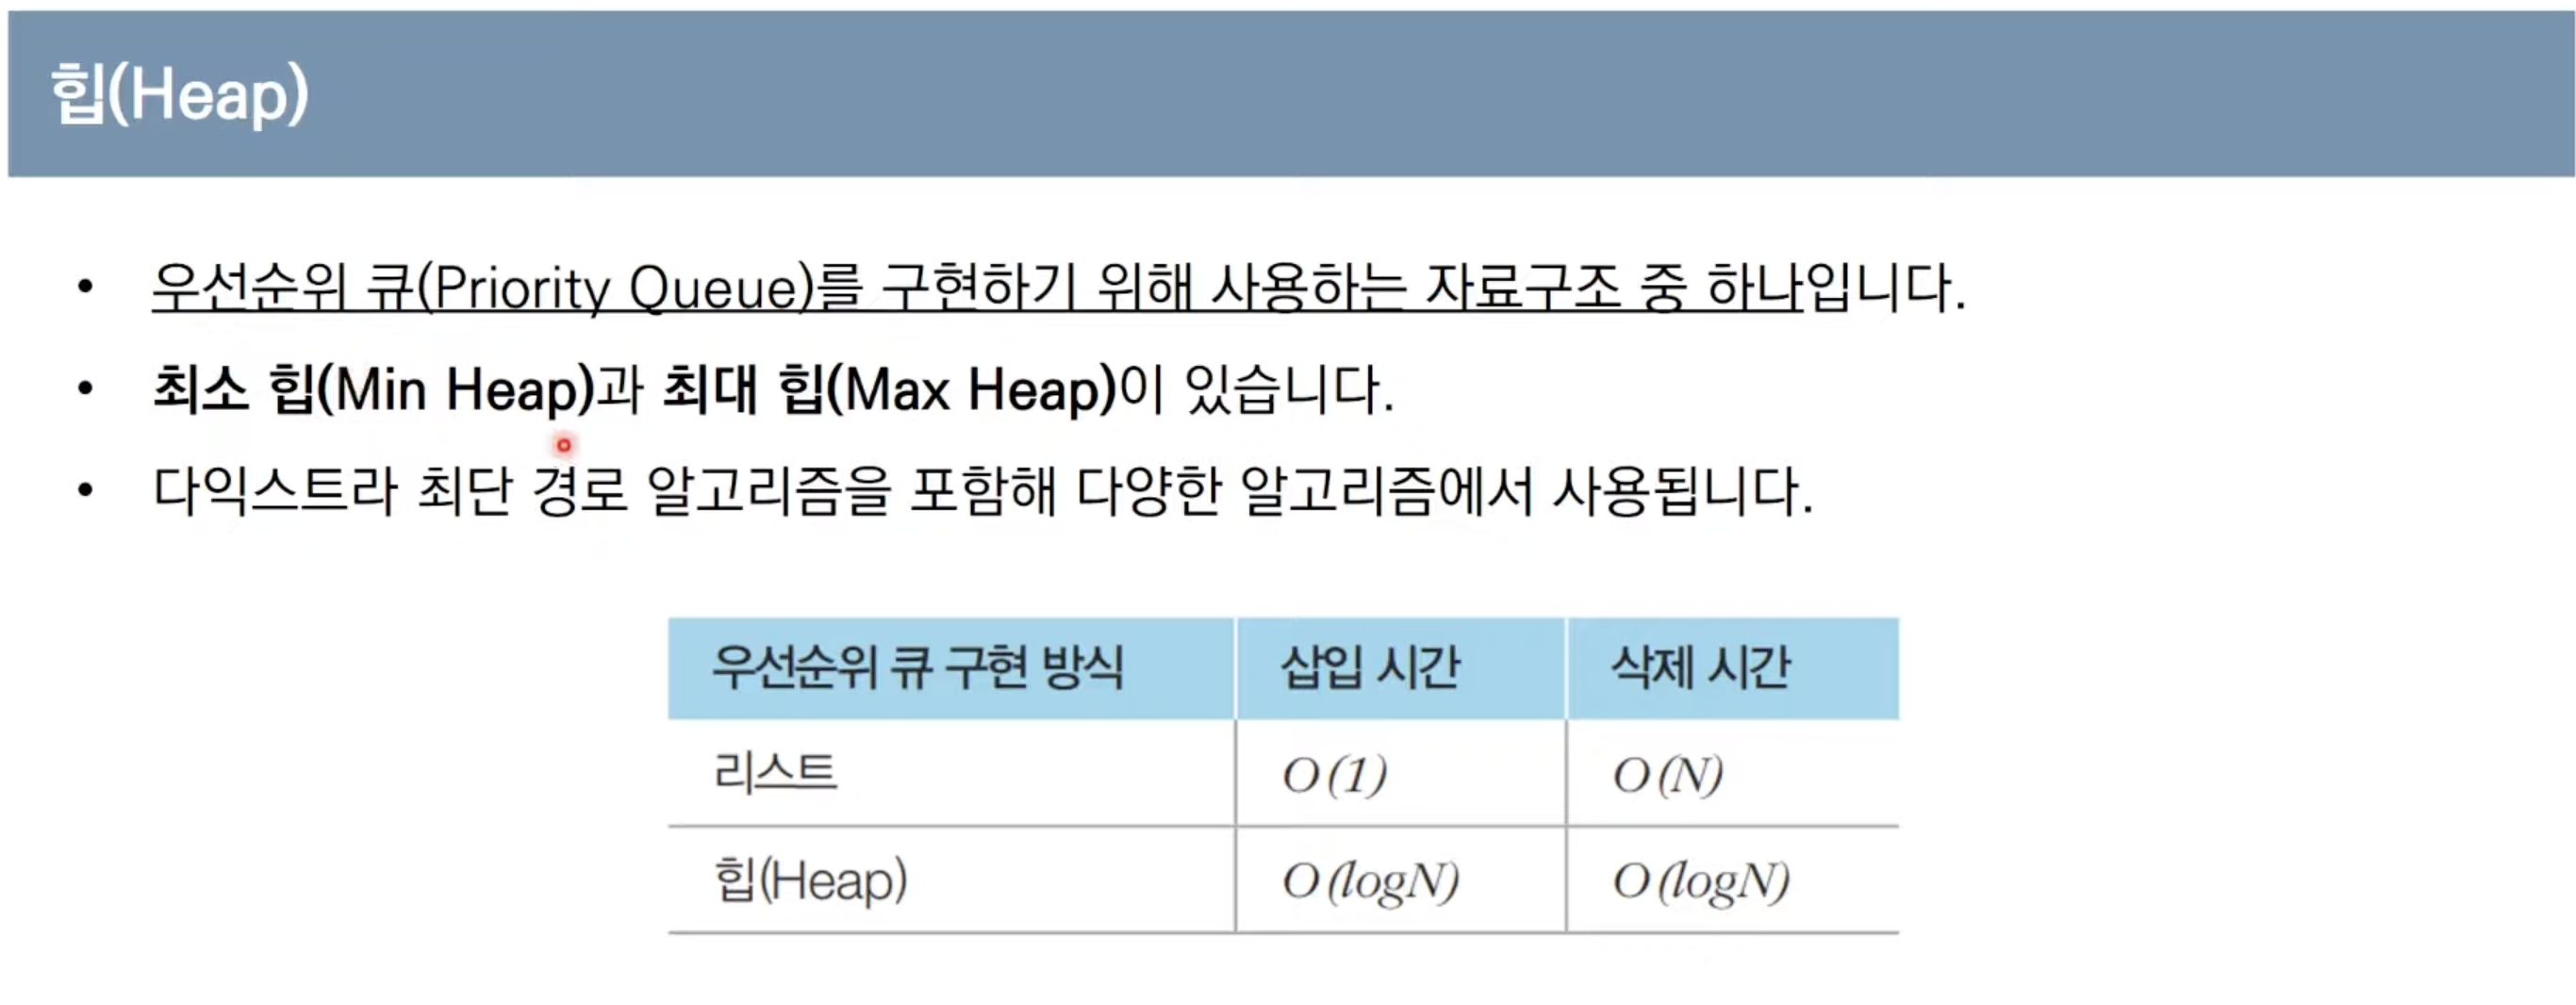 힙(Heap)
• 우선순위 큐(Priority Queue)를 구현하기 위해 사용하는 자료구조 중 하나입니다.
• 최소 힙(Min Heap)과 최대 힙(Max Heap)이 있습니다.
• 다익스트라 최단 경로 알고리즘을 포함해 다양한 알고리즘에서 사용됩니다.
우선순위 큐 구현 방식 삽입 시간 삭제 시간
리스트 O(1) O(N)
힙(Heap) O(logN) O(logN)